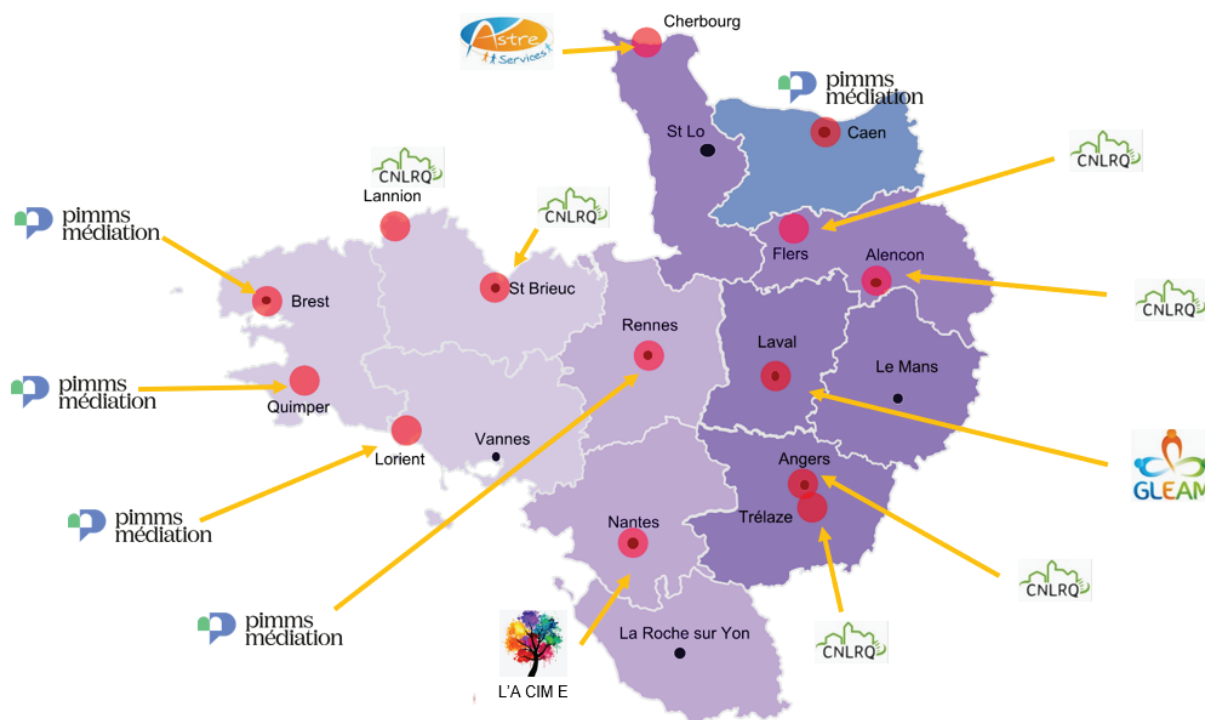 Cherbourg
Astre
Services
pimms
médiation
St Lo
Caen
CNLRQ
CNLRQ
Lannion
CNLRQ
pimms
médiation
Flers
Alencon
St Brieuc
Brest
CNLRQ
Rennes
Laval
Le Mans
pimms
médiation
Quimper
Lorient
Vannes
Angers
GLEAM
pimms
médiation
Trélaze
Nantes
CNLRQ
pimms
médiation
La Roche sur Yon
CNLRQ
L'A CIM E